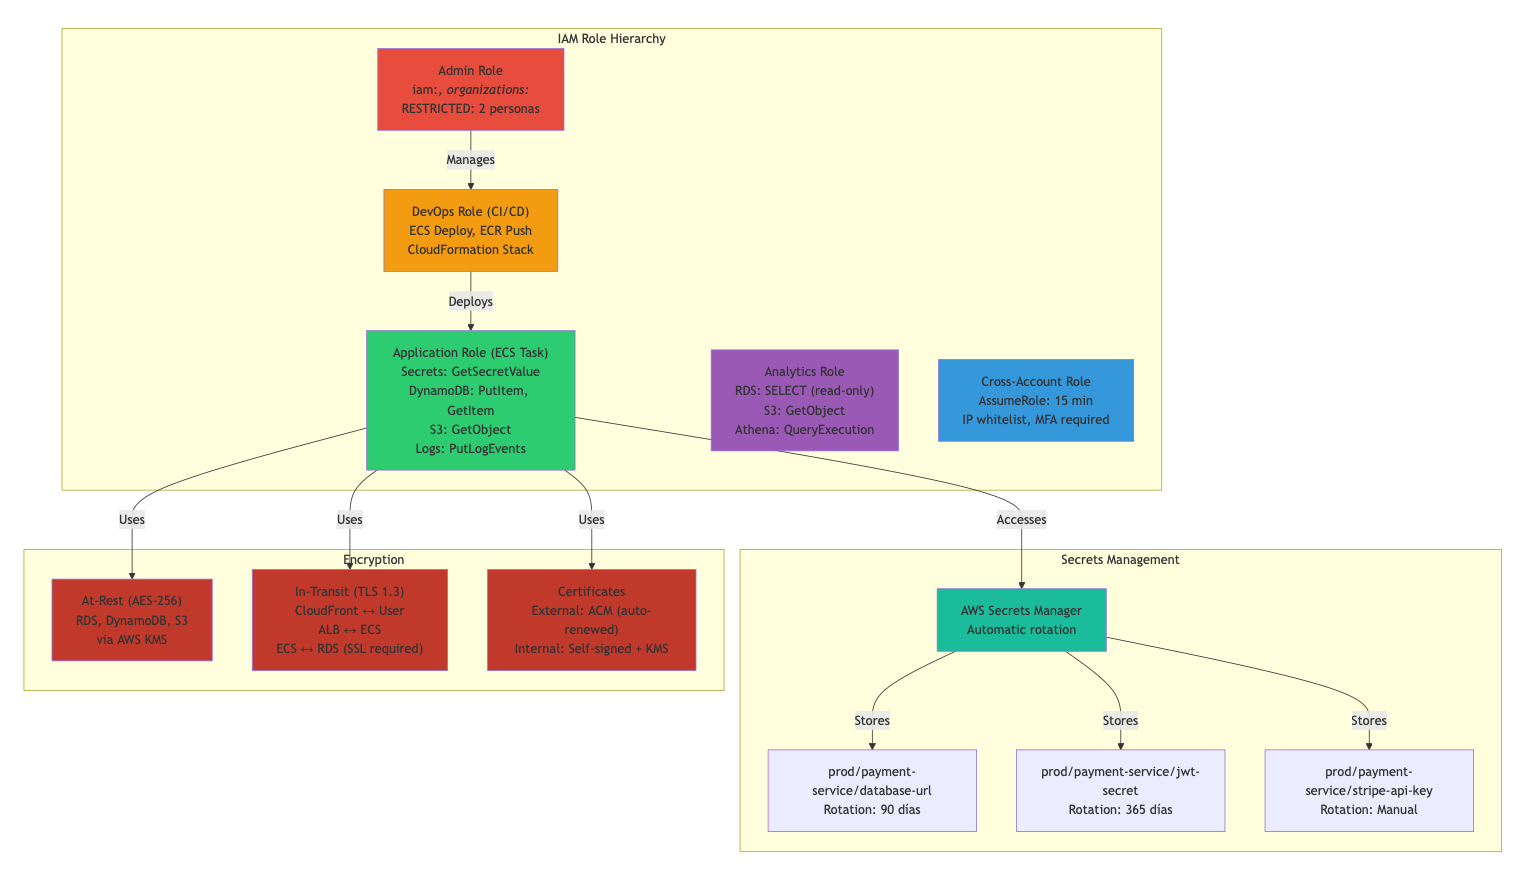 IAM Role Hierarchy
Admin Role
iam:, organizations:
RESTRICTED: 2 personas
Manages
DevOps Role (CI/CD)
ECS Deploy, ECR Push
CloudFormation Stack
Deploys
Application Role (ECS Task)
Secrets: GetSecretValue
DynamoDB: PutItem,
GetItem
S3: GetObject
Logs: PutLogEvents
Analytics Role
RDS: SELECT (read-only)
S3: GetObject
Athena: QueryExecution
Cross-Account Role
AssumeRole: 15 min
IP whitelist, MFA required
Uses
Uses
Uses
Accesses
Encryption
At-Rest (AES-256)
RDS, DynamoDB, S3
via AWS KMS
In-Transit (TLS 1.3)
CloudFront ↔ User
ALB ↔ ECS
ECS ↔ RDS (SSL required)
Certificates
External: ACM (auto-
renewed)
Internal: Self-signed + KMS
Secrets Management
AWS Secrets Manager
Automatic rotation
Stores
Stores
Stores
prod/payment-
service/database-url
Rotation: 90 días
prod/payment-service/jwt-
secret
Rotation: 365 días
prod/payment-
service/stripe-api-key
Rotation: Manual